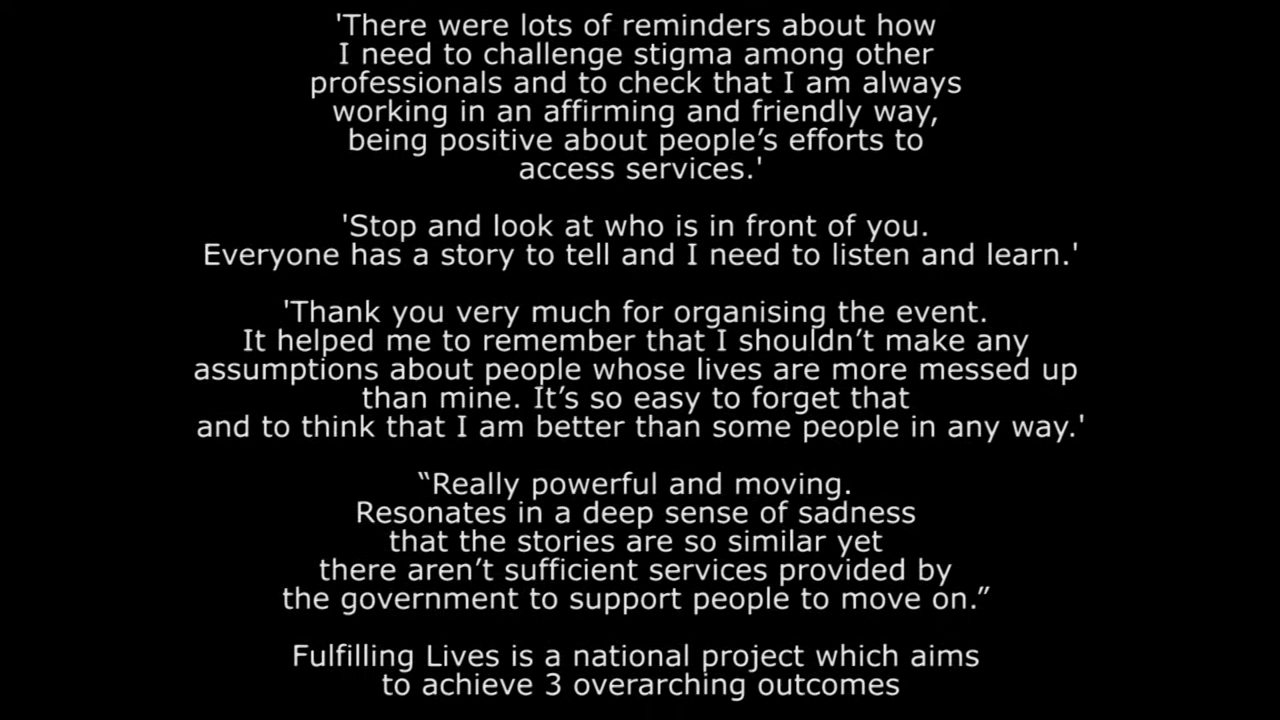 'There were lots of reminders about how
I need to challenge stigma among other
professionals and to check that I am always
working in an affirming and friendly way,
being positive about people’s efforts to
access services.'
'Stop and look at who is in front of you.
Everyone has a story to tell and I need to listen and learn.'
'Thank you very much for organising the event.
It helped me to remember that I shouldn’t make any
assumptions about people whose lives are more messed up
than mine. It’s so easy to forget that
and to think that I am better than some people in any way.'
“Really powerful and moving.
Resonates in a deep sense of sadness
that the stories are so similar yet
there aren’t sufficient services provided by
the government to support people to move on.”
Fulfilling Lives is a national project which aims
to achieve 3 overarching outcomes